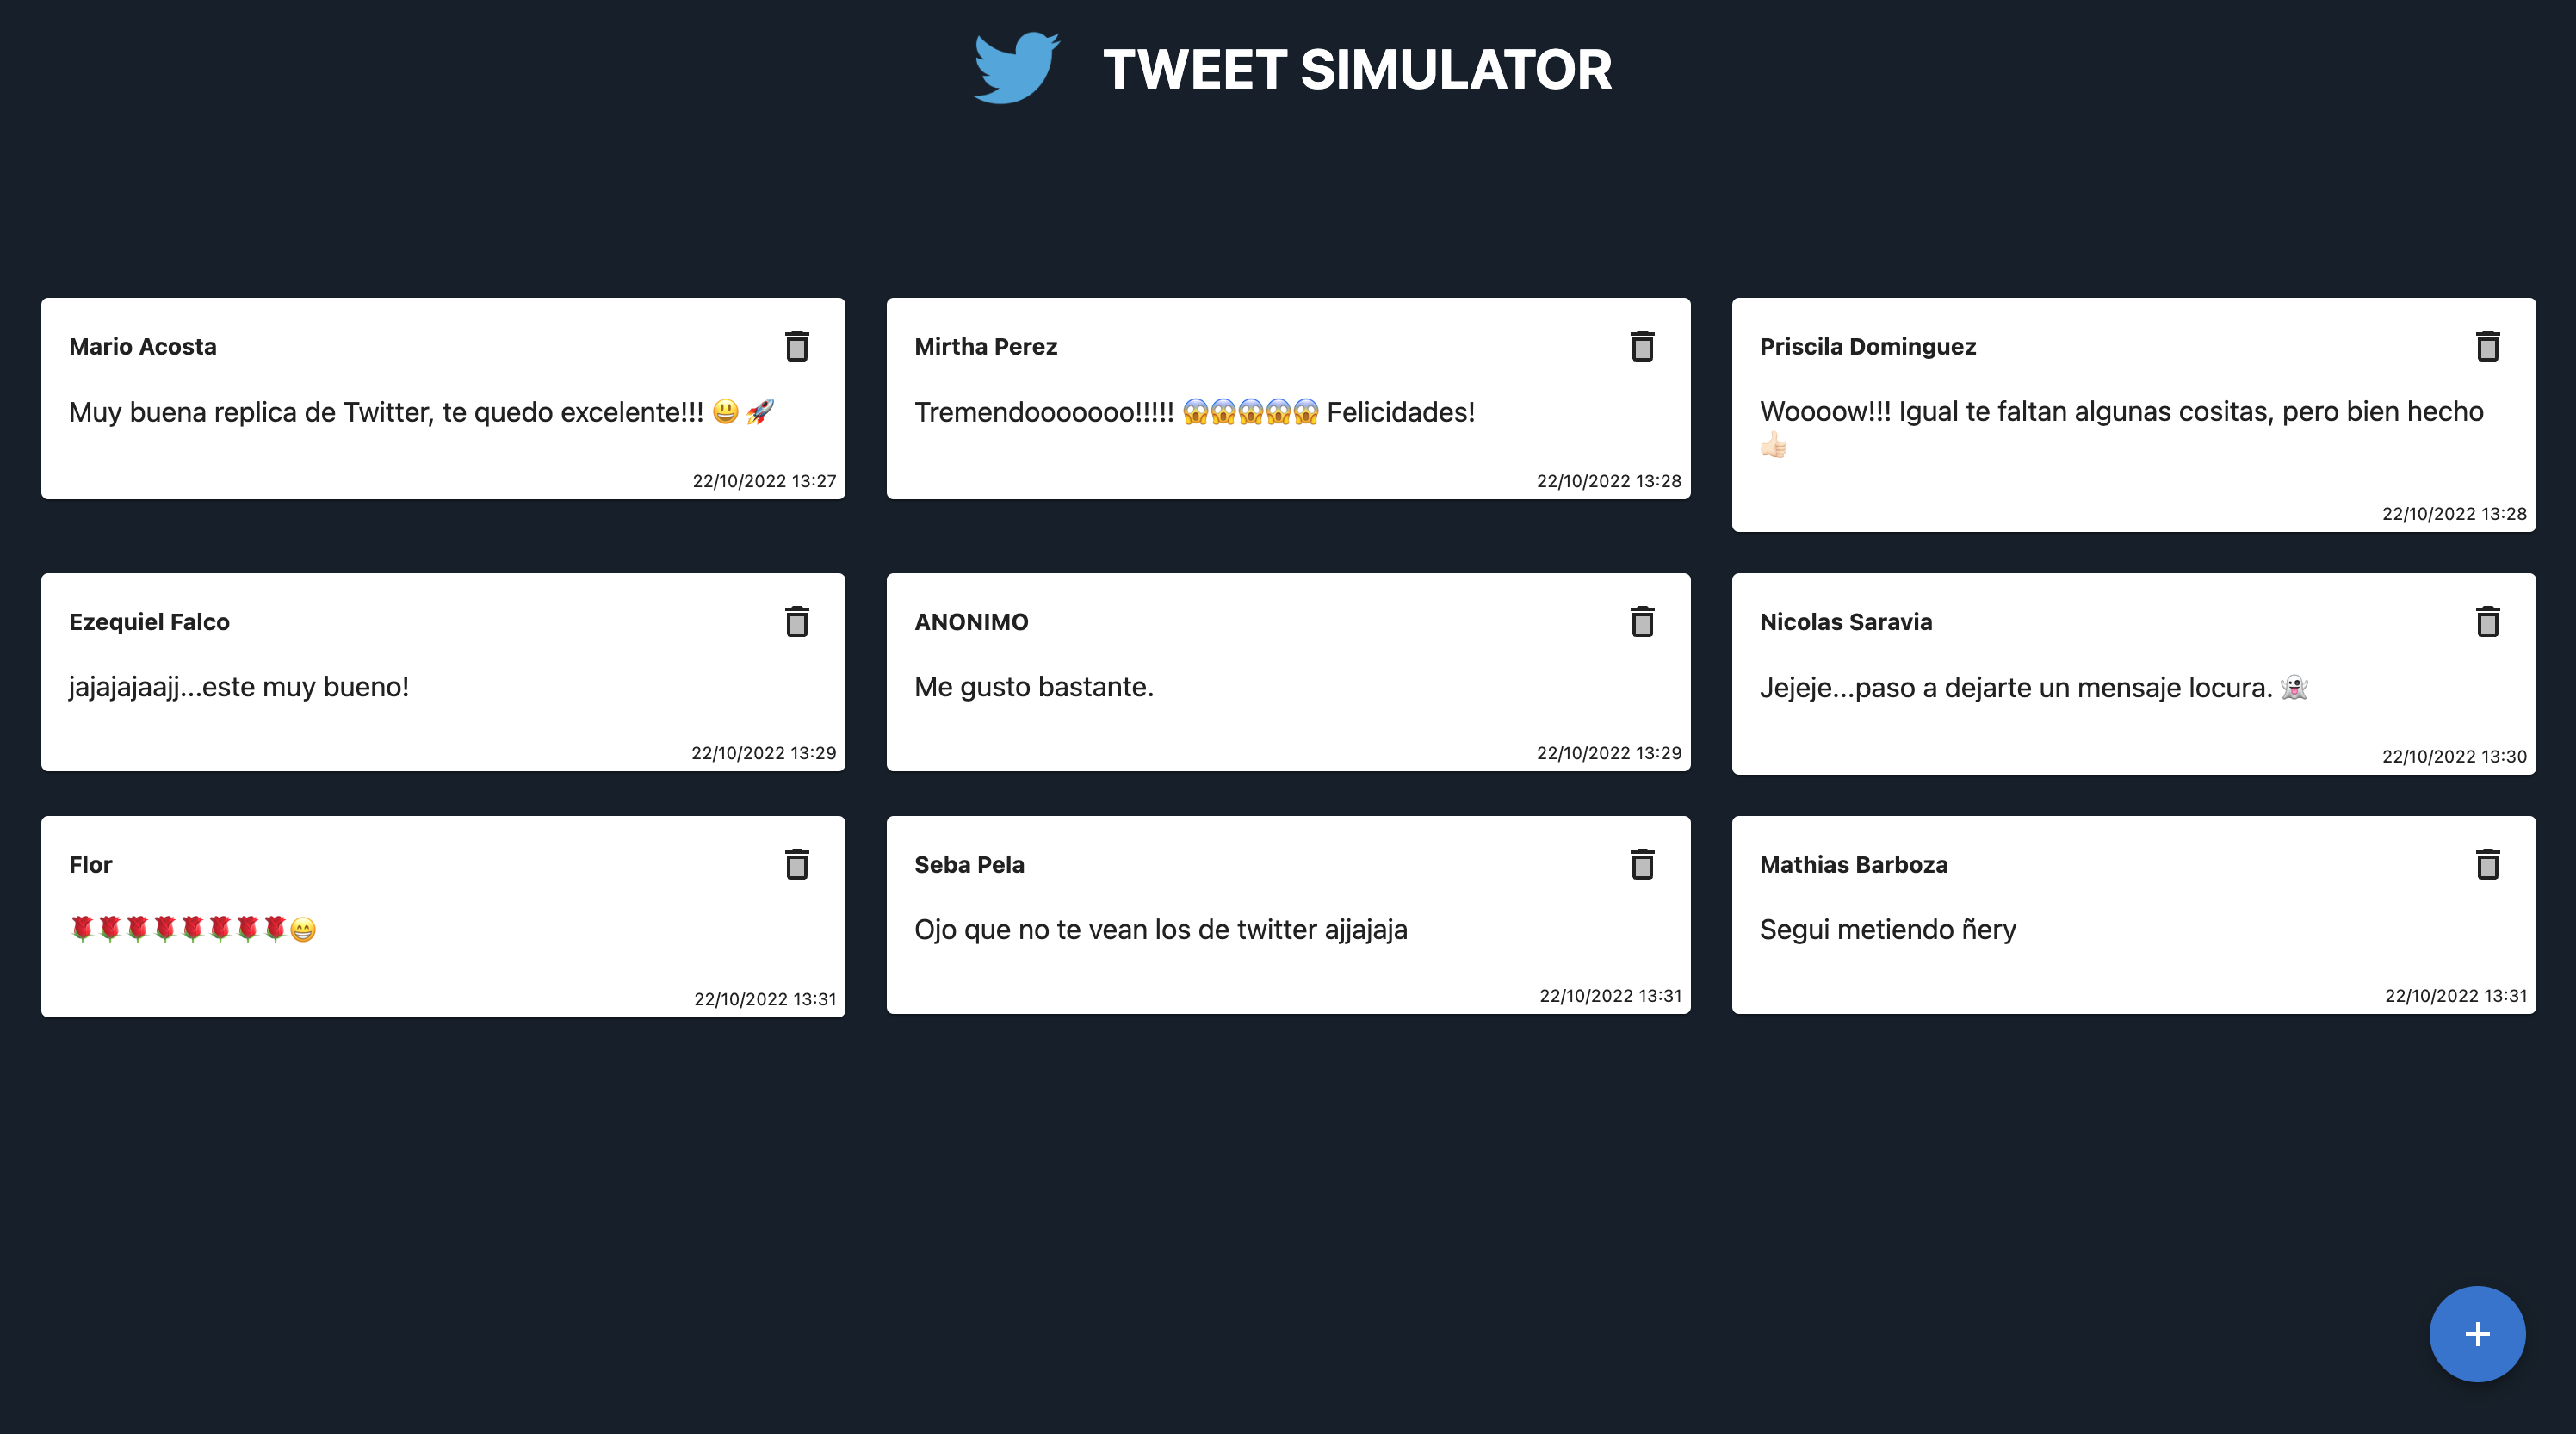 TWEET SIMULATOR
Mario Acosta
Muy buena replica de Twitter, te quedo excelente!!! 😃 🚀
22/10/2022 13:27
Mirtha Perez
Tremendooooooo!!!!! 😱😱😱😱😱 Felicidades!
22/10/2022 13:28
Priscila Dominguez
Woooow!!! Igual te faltan algunas cositas, pero bien hecho
👍🏻
22/10/2022 13:28
Ezequiel Falco
jajajajaajj...este muy bueno!
22/10/2022 13:29
ANONIMO
Me gusto bastante.
22/10/2022 13:29
Nicolas Saravia
Jejeje...paso a dejarte un mensaje locura. 👻
22/10/2022 13:30
Flor
🌹🌹🌹🌹🌹🌹🌹🌹😁
22/10/2022 13:31
Seba Pela
Ojo que no te vean los de twitter ajjajaja
22/10/2022 13:31
Mathias Barboza
Segui metiendo ñery
22/10/2022 13:31